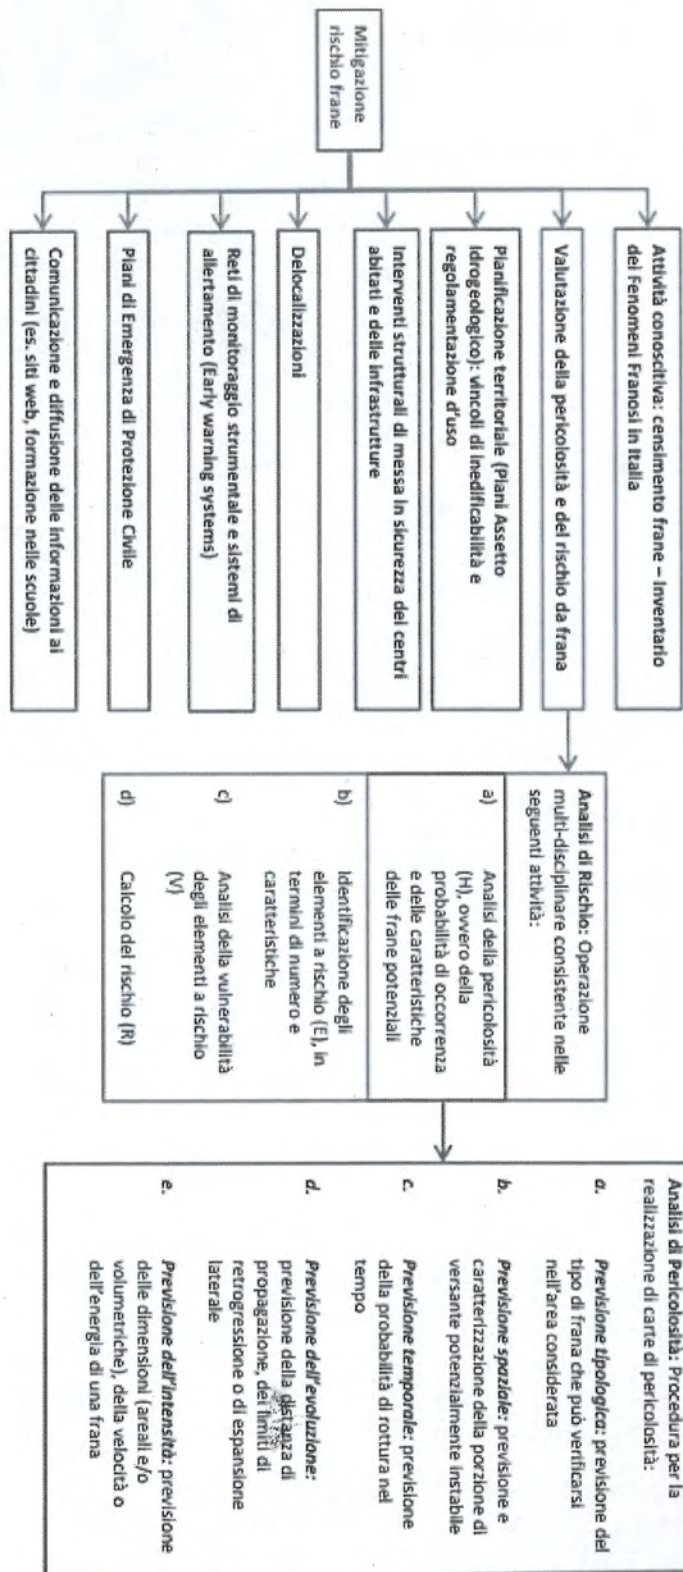 Mitigazione
rischio frane
Attività conoscitiva: censimento frane – Inventario
dei Fenomeni Franosi in Italia
Valutazione della pericolosità e del rischio da frana
Pianificazione territoriale (Piani Assetto
Idrogeologico): vincoli di inedificabilità e
regolamentazione d'uso
Interventi strutturali di messa in sicurezza dei centri
abitati e delle infrastrutture
Delocalizzazioni
Reti di monitoraggio strumentale e sistemi di
allertamento (Early warning systems)
Piani di Emergenza di Protezione Civile
Comunicazione e diffusione delle informazioni ai
cittadini (es. siti web, formazione nelle scuole)
Analisi di Rischio: Operazione
multi-disciplinare consistente nelle
seguenti attività:
a) Analisi della pericolosità
(H), ovvero della
probabilità di occorrenza
e delle caratteristiche
delle frane potenziali
b) Identificazione degli
elementi a rischio (E), in
termini di numero e
caratteristiche
c) Analisi della vulnerabilità
degli elementi a rischio
(V)
d) Calcolo del rischio (R)
Analisi di Pericolosità: Procedura per la
realizzazione di carte di pericolosità:
a. Previsione tipologica: previsione del
tipo di frana che può verificarsi
nell'area considerata
b. Previsione spaziale: previsione e
caratterizzazione della porzione di
versante potenzialmente instabile
c. Previsione temporale: previsione
della probabilità di rottura nel
tempo
d. Previsione dell'evoluzione:
previsione della distanza di
propagazione, dei limiti di
retrogressione o di espansione
laterale
e. Previsione dell'intensità: previsione
delle dimensioni (areali e/o
volumetriche), della velocità o
dell'energia di una frana